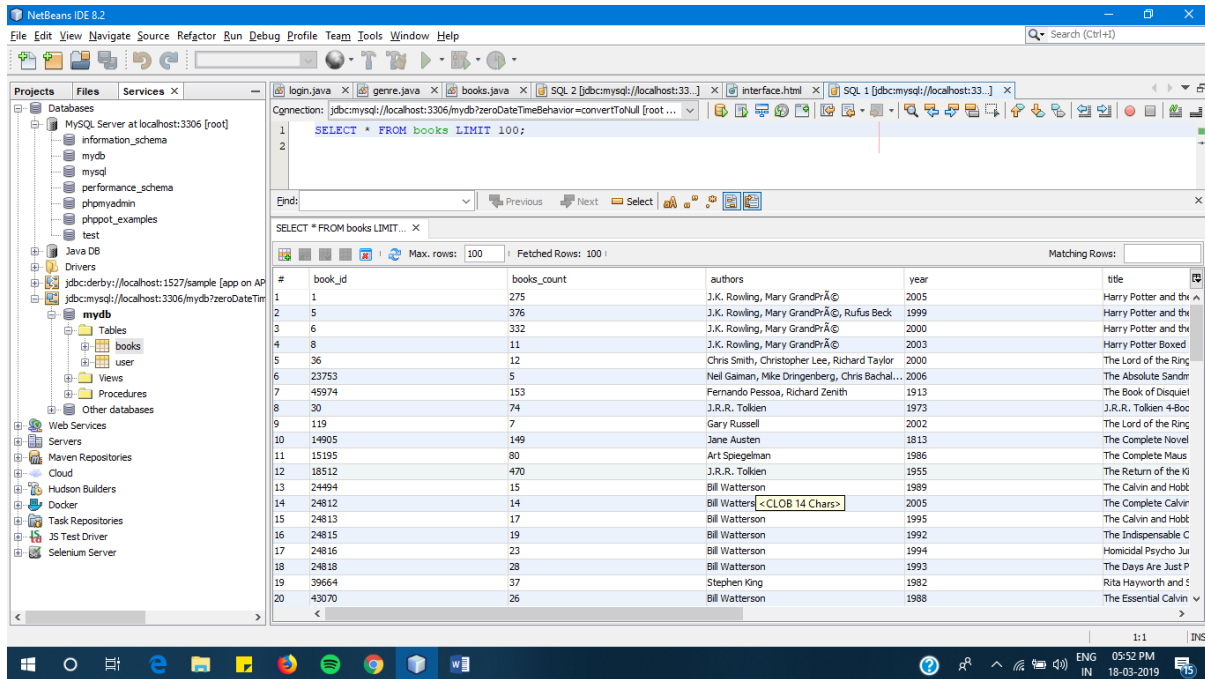 NetBeans IDE 8.2
File Edit View Navigate Source Refactor Run Debug Profile Team Tools Window Help
Search (Ctrl+I)
Projects Files Services
login.java genre.java books.java SQL 2 [jdbc:mysql://localhost:33...] interface.html SQL 1 [jdbc:mysql://localhost:33...]
Databases
MySQL Server at localhost:3306 [root]
information_schema
mydb
mysql
performance_schema
phpmyadmin
phppot_examples
test
Java DB
Drivers
jdbc:derby://localhost:1527/sample [app on AP
jdbc:mysql://localhost:3306/mydb?zeroDateTim
mydb
Tables
books
user
Views
Procedures
Other databases
Web Services
Servers
Maven Repositories
Cloud
Hudson Builders
Docker
Task Repositories
JS Test Driver
Selenium Server
Connection: jdbc:mysql://localhost:3306/mydb?zeroDateTimeBehavior=convertToNull [root ...
1 SELECT * FROM books LIMIT 100;
2
Find: Previous Next Select
SELECT * FROM books LIMIT...
Max. rows: 100 Fetched Rows: 100 Matching Rows:
# book_id books_count authors year title
1 1 275 J.K. Rowling, Mary GrandPrÃ© 2005 Harry Potter and the
2 5 376 J.K. Rowling, Mary GrandPrÃ©, Rufus Beck 1999 Harry Potter and the
3 6 332 J.K. Rowling, Mary GrandPrÃ© 2000 Harry Potter and the
4 8 11 J.K. Rowling, Mary GrandPrÃ© 2003 Harry Potter Boxed
5 36 12 Chris Smith, Christopher Lee, Richard Taylor 2000 The Lord of the Ring
6 23753 5 Neil Gaiman, Mike Dringenberg, Chris Bachal... 2006 The Absolute Sandm
7 45974 153 Fernando Pessoa, Richard Zenith 1913 The Book of Disquiet
8 30 74 J.R.R. Tolkien 1973 J.R.R. Tolkien 4-Boo
9 119 7 Gary Russell 2002 The Lord of the Ring
10 14905 149 Jane Austen 1813 The Complete Novel
11 15195 80 Art Spiegelman 1986 The Complete Maus
12 18512 470 J.R.R. Tolkien 1955 The Return of the Ki
13 24494 15 Bill Watterson 1989 The Calvin and Hobb
14 24812 14 Bill Watters <CLOB 14 Chars> 2005 The Complete Calvin
15 24813 17 Bill Watterson 1995 The Calvin and Hobb
16 24815 19 Bill Watterson 1992 The Indispensable C
17 24816 23 Bill Watterson 1994 Homicidal Psycho Jun
18 24818 28 Bill Watterson 1993 The Days Are Just P
19 39664 37 Stephen King 1982 Rita Hayworth and S
20 43070 26 Bill Watterson 1988 The Essential Calvin
1:1 INS
ENG 05:52 PM
IN 18-03-2019 15